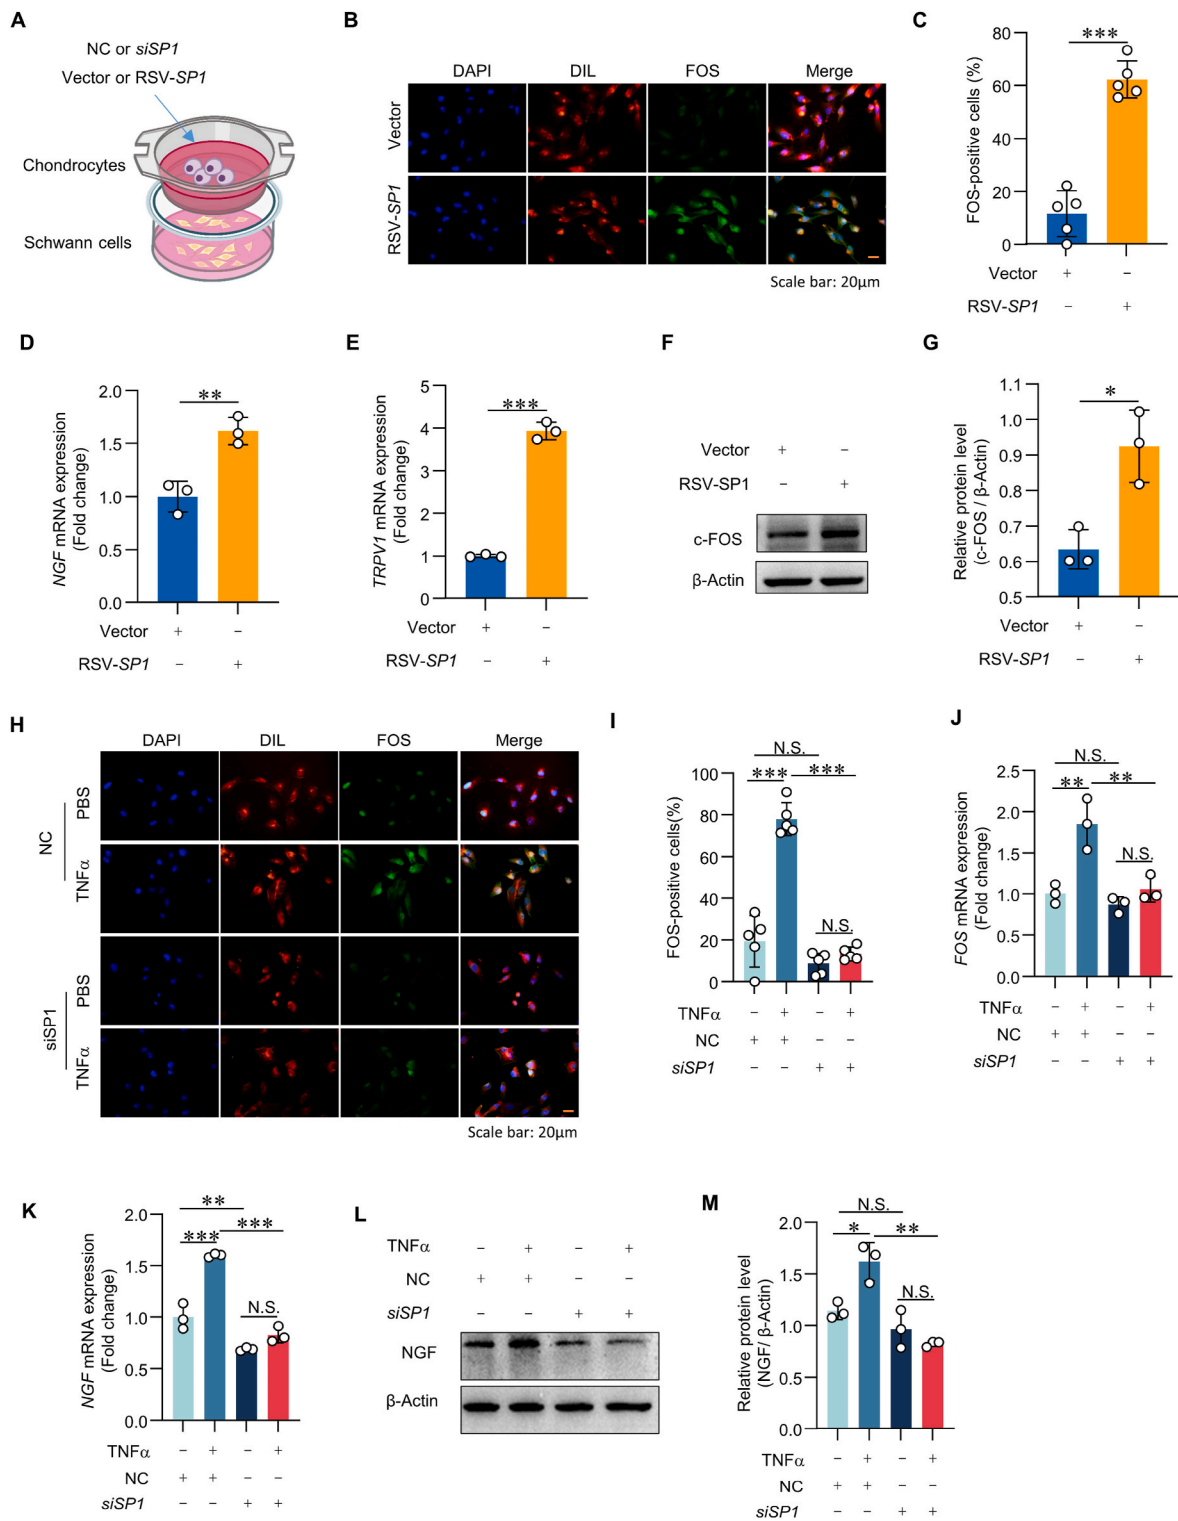 A
NC or siSP1
Vector or RSV-SP1
Chondrocytes
Schwann cells
B
DAPI DIL FOS Merge
Vector
RSV-SP1
Scale bar: 20μm
C
***
FOS-positive cells (%)
80
60
40
20
0
Vector + −
RSV-SP1 − +
D
**
NGF mRNA expression
(Fold change)
2.0
1.5
1.0
0.5
0.0
Vector + −
RSV-SP1 − +
E
***
TRPV1 mRNA expression
(Fold change)
5
4
3
2
1
0
Vector + −
RSV-SP1 − +
F
Vector + −
RSV-SP1 − +
c-FOS
β-Actin
G
*
Relative protein level
(c-FOS / β-Actin)
1.1
1.0
0.9
0.8
0.7
0.6
0.5
Vector + −
RSV-SP1 − +
H
DAPI DIL FOS Merge
NC
PBS
TNFα
siSP1
PBS
TNFα
Scale bar: 20μm
I
N.S.
*** ***
N.S.
FOS-positive cells(%)
100
80
60
40
20
0
TNFα − + − +
NC + + − −
siSP1 − − + +
J
N.S.
** **
N.S.
FOS mRNA expression
(Fold change)
2.5
2.0
1.5
1.0
0.5
0.0
TNFα − + − +
NC + + − −
siSP1 − − + +
K
**
*** ***
N.S.
NGF mRNA expression
(Fold change)
2.0
1.5
1.0
0.5
0.0
TNFα − + − +
NC + + − −
siSP1 − − + +
L
TNFα − + − +
NC + + − −
siSP1 − − + +
NGF
β-Actin
M
N.S.
* **
N.S.
Relative protein level
(NGF/ β-Actin)
2.0
1.5
1.0
0.5
0.0
TNFα − + − +
NC + + − −
siSP1 − − + +